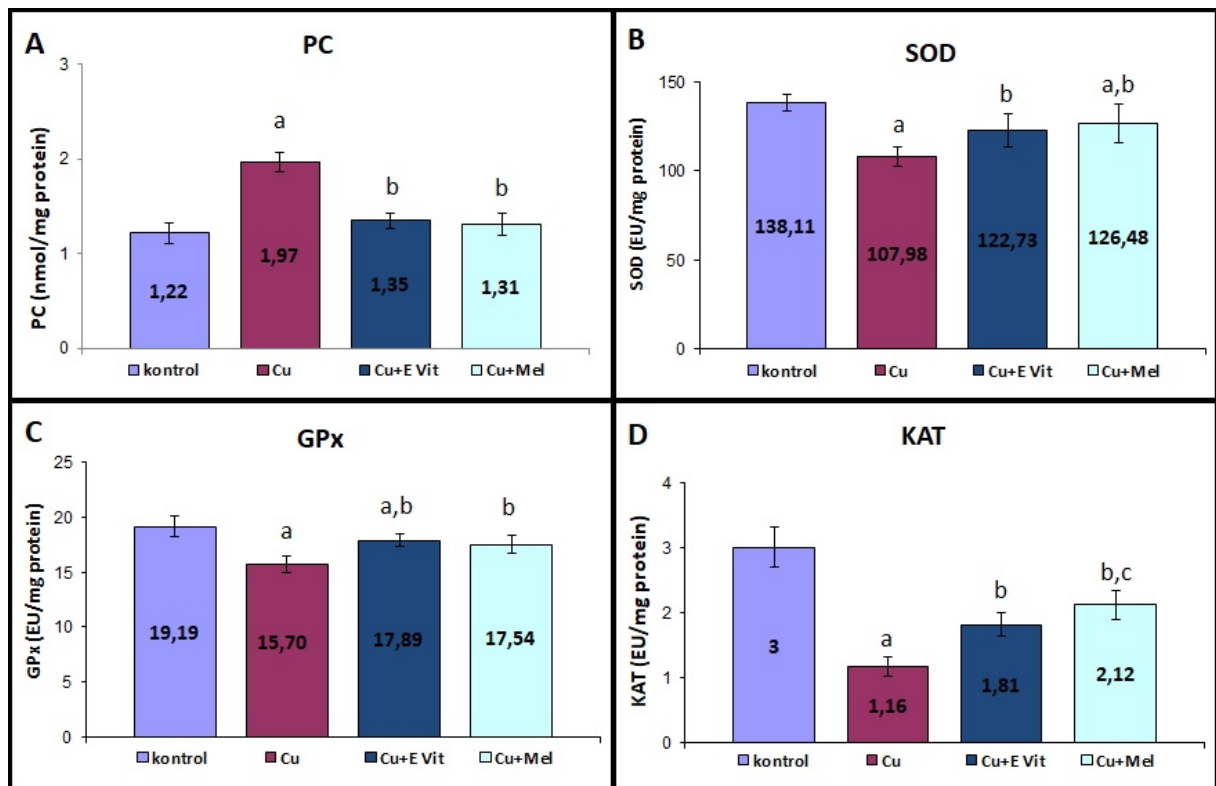 A
PC
PC (nmol/mg protein)
3
2
1
0
a
b
b
1,22
1,97
1,35
1,31
kontrol Cu Cu+E Vit Cu+Mel
B
SOD
SOD (EU/mg protein)
150
100
50
0
a
b
a,b
138,11
107,98
122,73
126,48
kontrol Cu Cu+E Vit Cu+Mel
C
GPx
GPx (EU/mg protein)
25
20
15
10
5
0
a
a,b
b
19,19
15,70
17,89
17,54
kontrol Cu Cu+E Vit Cu+Mel
D
KAT
KAT (EU/mg protein)
4
3
2
1
0
a
b
b,c
3
1,16
1,81
2,12
kontrol Cu Cu+E Vit Cu+Mel